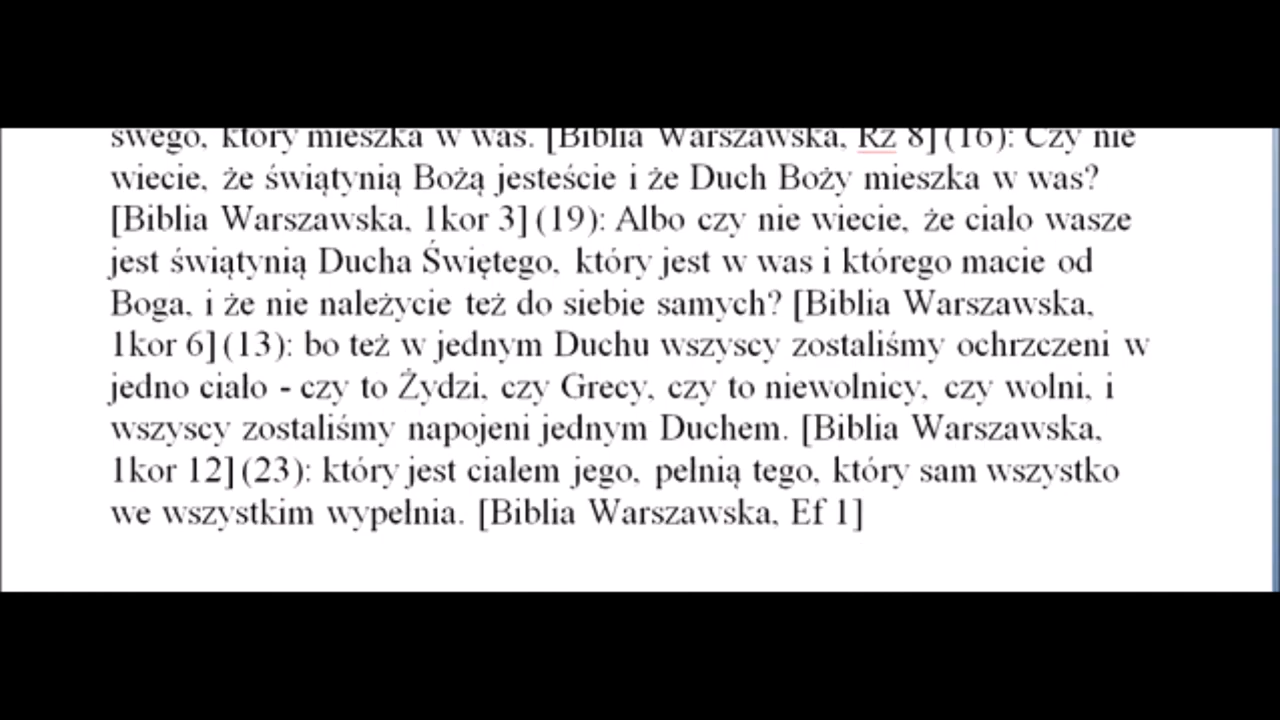 swego, który mieszka w was. [Biblia Warszawska, Rz 8](16): Czy nie
wiecie, że świątynią Bożą jesteście i że Duch Boży mieszka w was?
[Biblia Warszawska, 1kor 3](19): Albo czy nie wiecie, że ciało wasze
jest świątynią Ducha Świętego, który jest w was i którego macie od
Boga, i że nie należycie też do siebie samych? [Biblia Warszawska,
1kor 6](13): bo też w jednym Duchu wszyscy zostaliśmy ochrzczeni w
jedno ciało - czy to Żydzi, czy Grecy, czy to niewolnicy, czy wolni, i
wszyscy zostaliśmy napojeni jednym Duchem. [Biblia Warszawska,
1kor 12](23): który jest ciałem jego, pełnią tego, który sam wszystko
we wszystkim wypełnia. [Biblia Warszawska, Ef 1]